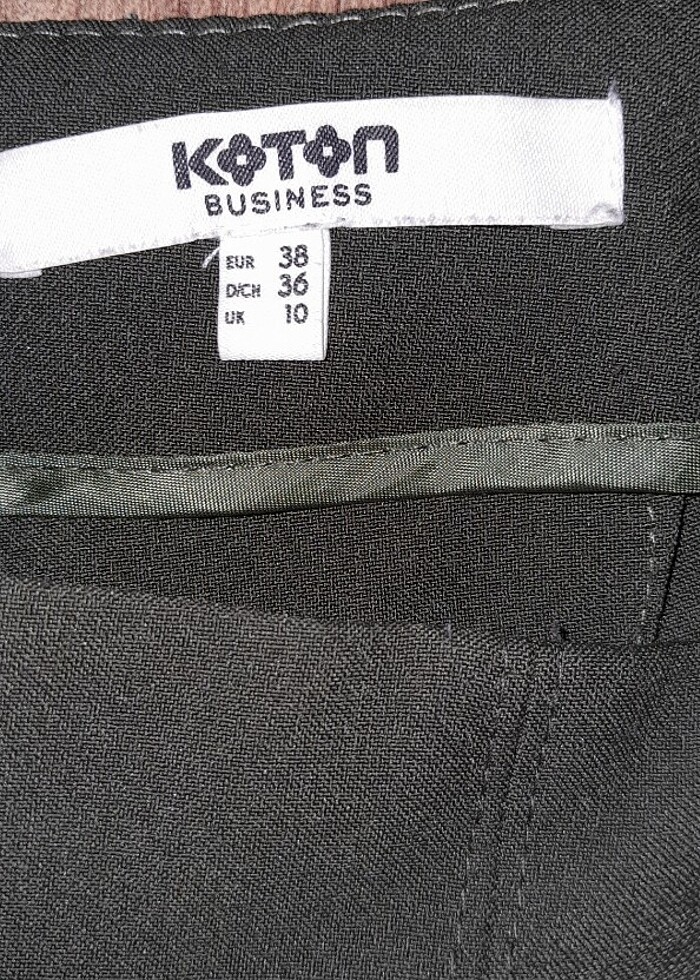 KOTON
BUSINESS
EUR 38
D/CH 36
UK 10